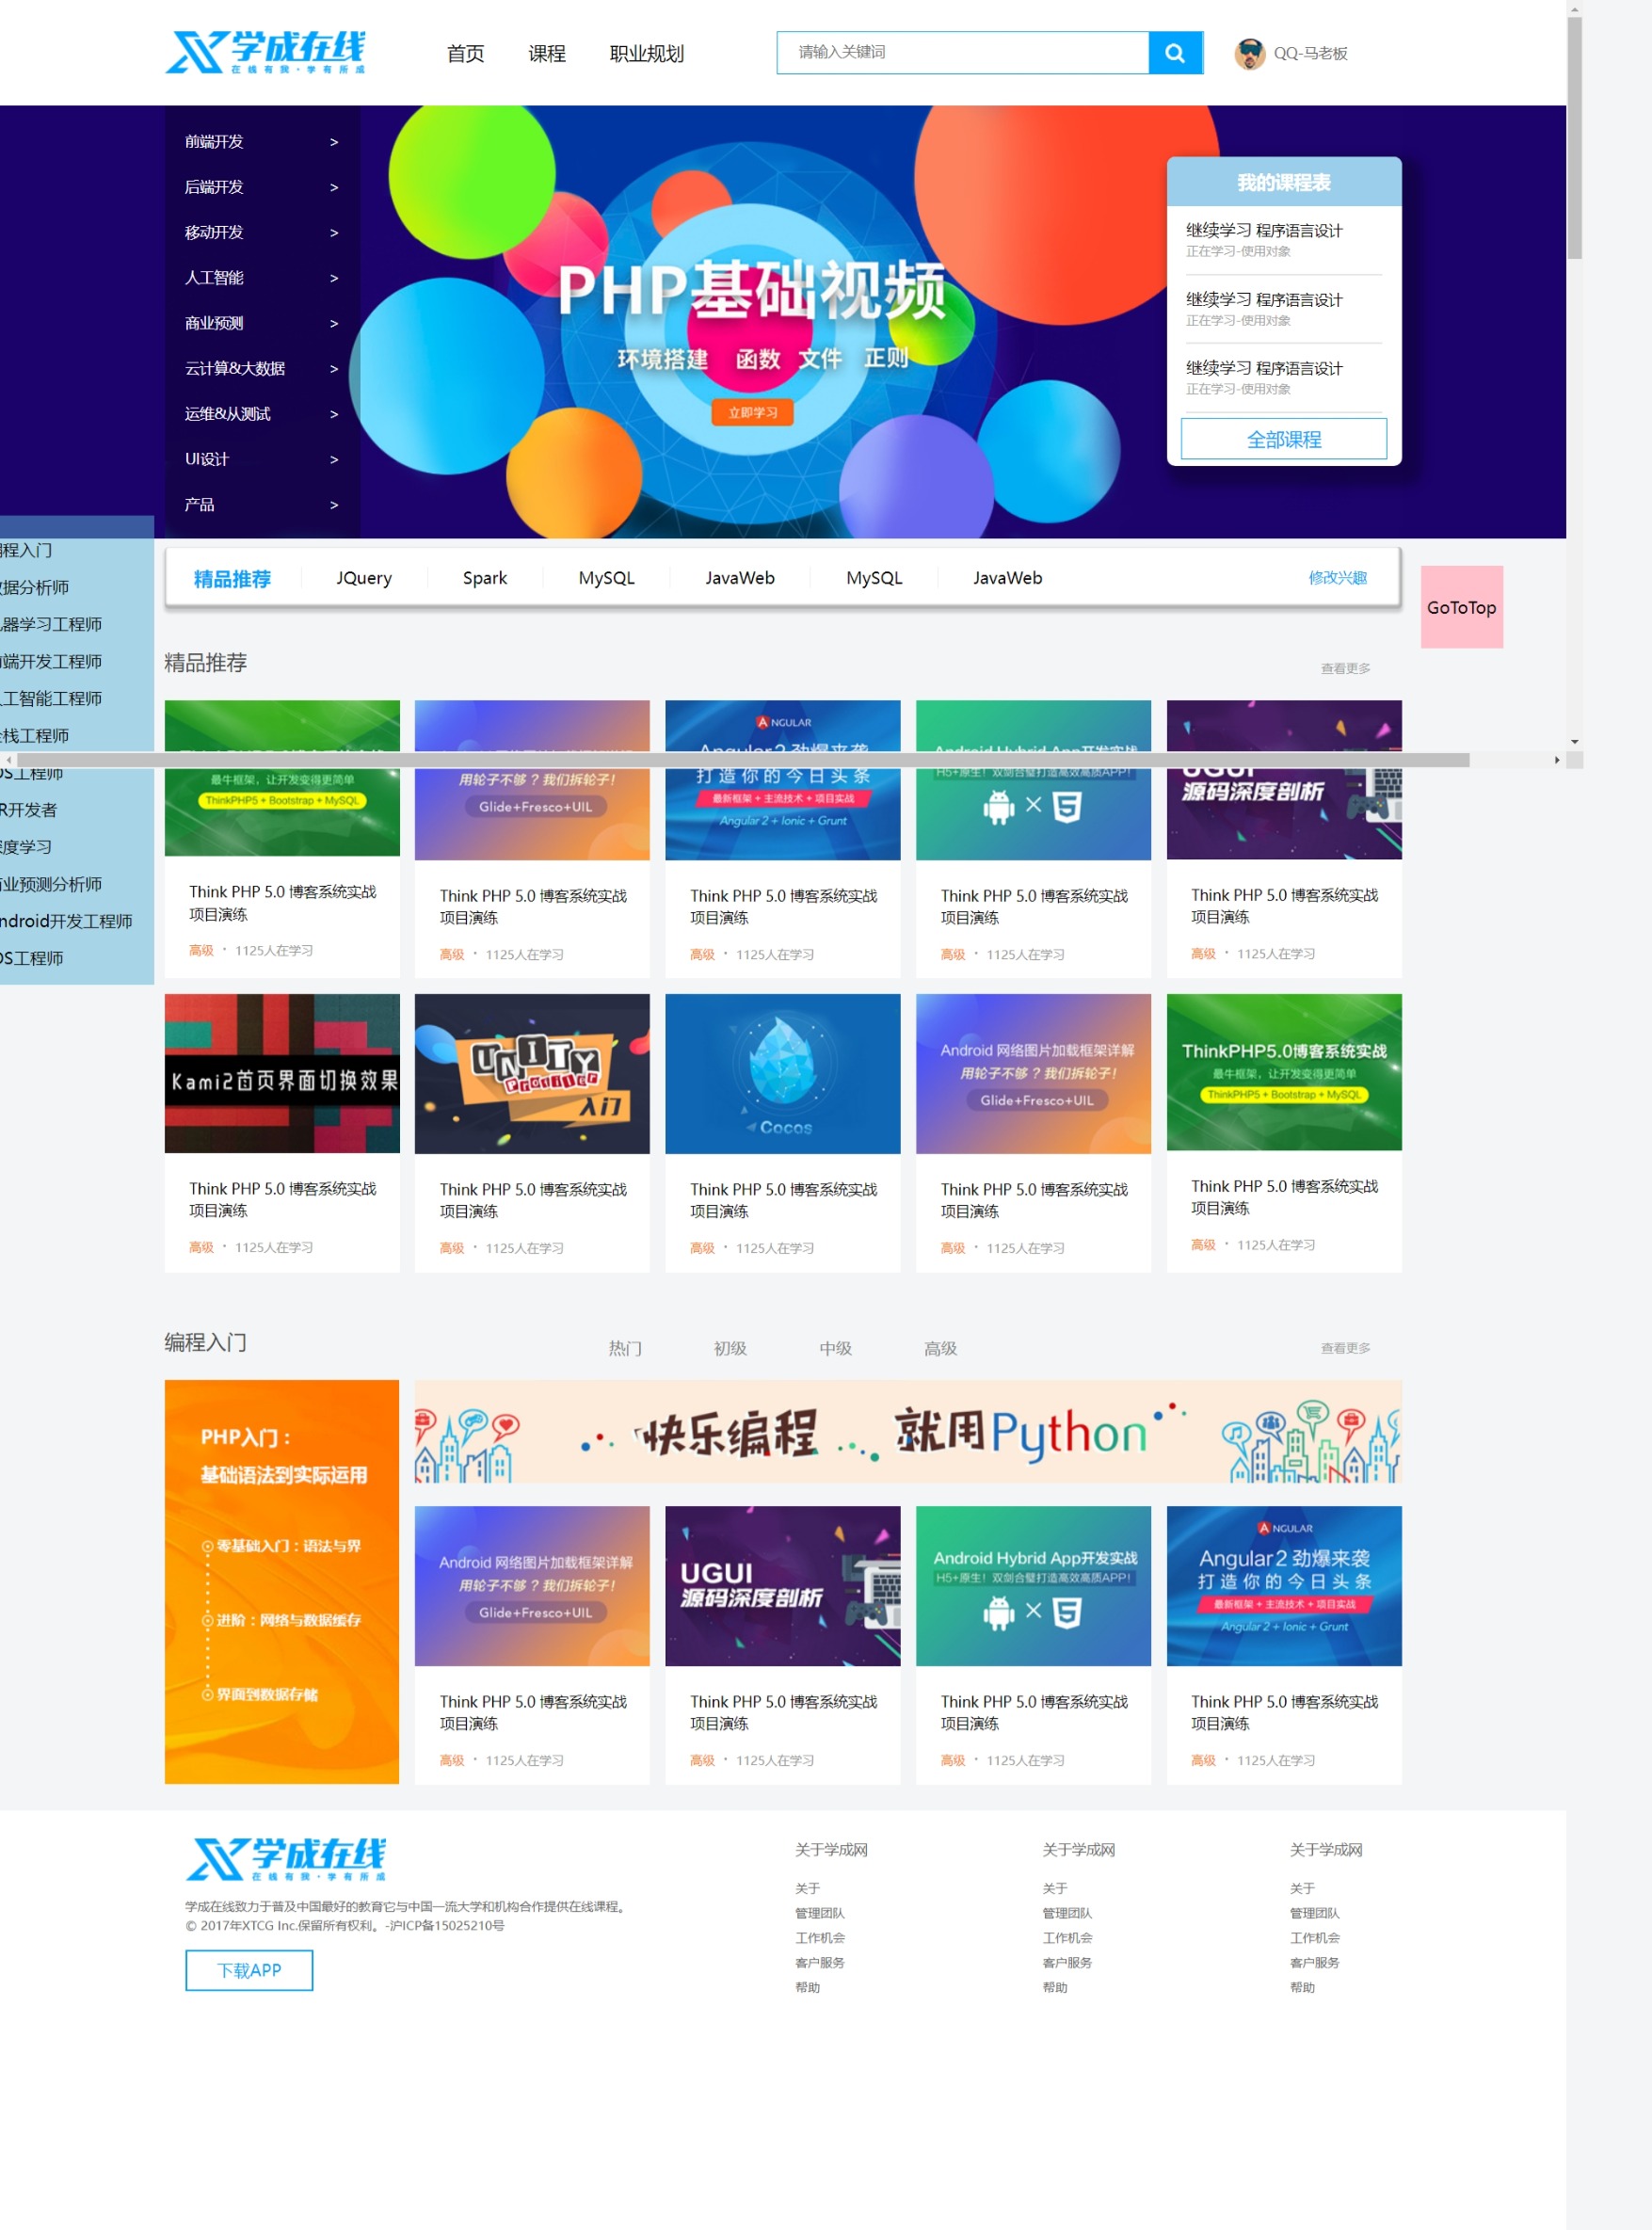 学成在线
在线有我·学有所成
首页 课程 职业规划
请输入关键词
QQ-马老板
前端开发 >
后端开发 >
移动开发 >
人工智能 >
商业预测 >
云计算&大数据 >
运维&从测试 >
UI设计 >
产品 >
PHP基础视频
环境搭建 函数 文件 正则
立即学习
我的课程表
继续学习 程序语言设计
正在学习-使用对象
继续学习 程序语言设计
正在学习-使用对象
继续学习 程序语言设计
正在学习-使用对象
全部课程
程入门
据分析师
器学习工程师
端开发工程师
工智能工程师
栈工程师
OS工程师
R开发者
度学习
业预测分析师
ndroid开发工程师
OS工程师
精品推荐 JQuery Spark MySQL JavaWeb MySQL JavaWeb 修改兴趣
GoToTop
精品推荐
查看更多
最牛框架，让开发变得更简单
ThinkPHP5 + Bootstrap + MySQL
用轮子不够？我们拆轮子！
Glide+Fresco+UIL
ANGULAR
Angular2 劲爆来袭
打造你的今日头条
最新框架 + 主流技术 + 项目实战
Angular 2 + Ionic + Grunt
Android Hybrid App开发实战
H5+原生！双剑合璧打造高效高质APP！
UGUI
源码深度剖析
Think PHP 5.0 博客系统实战
项目演练
高级 · 1125人在学习
Think PHP 5.0 博客系统实战
项目演练
高级 · 1125人在学习
Think PHP 5.0 博客系统实战
项目演练
高级 · 1125人在学习
Think PHP 5.0 博客系统实战
项目演练
高级 · 1125人在学习
Think PHP 5.0 博客系统实战
项目演练
高级 · 1125人在学习
Kami2首页界面切换效果
UNITY
Profiler
入门
Cocos
Android 网络图片加载框架详解
用轮子不够？我们拆轮子！
Glide+Fresco+UIL
ThinkPHP5.0博客系统实战
最牛框架，让开发变得更简单
ThinkPHP5 + Bootstrap + MySQL
Think PHP 5.0 博客系统实战
项目演练
高级 · 1125人在学习
Think PHP 5.0 博客系统实战
项目演练
高级 · 1125人在学习
Think PHP 5.0 博客系统实战
项目演练
高级 · 1125人在学习
Think PHP 5.0 博客系统实战
项目演练
高级 · 1125人在学习
Think PHP 5.0 博客系统实战
项目演练
高级 · 1125人在学习
编程入门
热门 初级 中级 高级
查看更多
PHP入门：
基础语法到实际运用
零基础入门：语法与界
进阶：网络与数据缓存
界面到数据存储
快乐编程 就用Python
Android 网络图片加载框架详解
用轮子不够？我们拆轮子！
Glide+Fresco+UIL
UGUI
源码深度剖析
Android Hybrid App开发实战
H5+原生！双剑合璧打造高效高质APP！
ANGULAR
Angular2 劲爆来袭
打造你的今日头条
最新框架 + 主流技术 + 项目实战
Angular 2 + Ionic + Grunt
Think PHP 5.0 博客系统实战
项目演练
高级 · 1125人在学习
Think PHP 5.0 博客系统实战
项目演练
高级 · 1125人在学习
Think PHP 5.0 博客系统实战
项目演练
高级 · 1125人在学习
Think PHP 5.0 博客系统实战
项目演练
高级 · 1125人在学习
学成在线
在线有我·学有所成
学成在线致力于普及中国最好的教育它与中国一流大学和机构合作提供在线课程。
© 2017年XTCG Inc.保留所有权利。-沪ICP备15025210号
下载APP
关于学成网
关于
管理团队
工作机会
客户服务
帮助
关于学成网
关于
管理团队
工作机会
客户服务
帮助
关于学成网
关于
管理团队
工作机会
客户服务
帮助